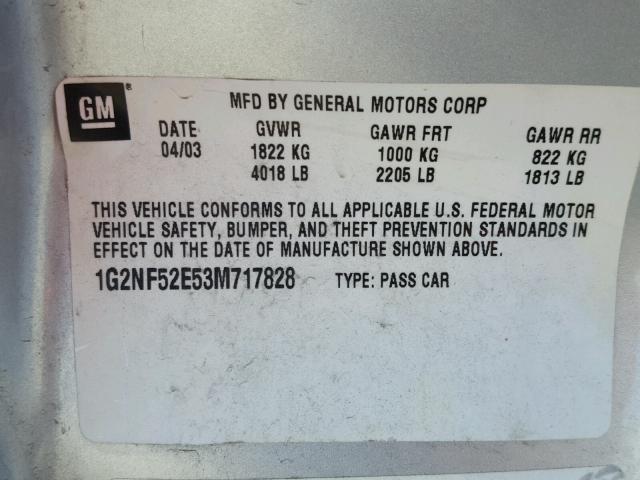 GM
MFD BY GENERAL MOTORS CORP
DATE GVWR GAWR FRT GAWR RR
04/03 1822 KG 1000 KG 822 KG
4018 LB 2205 LB 1813 LB
THIS VEHICLE CONFORMS TO ALL APPLICABLE U.S. FEDERAL MOTOR
VEHICLE SAFETY, BUMPER, AND THEFT PREVENTION STANDARDS IN
EFFECT ON THE DATE OF MANUFACTURE SHOWN ABOVE.
1G2NF52E53M717828 TYPE: PASS CAR